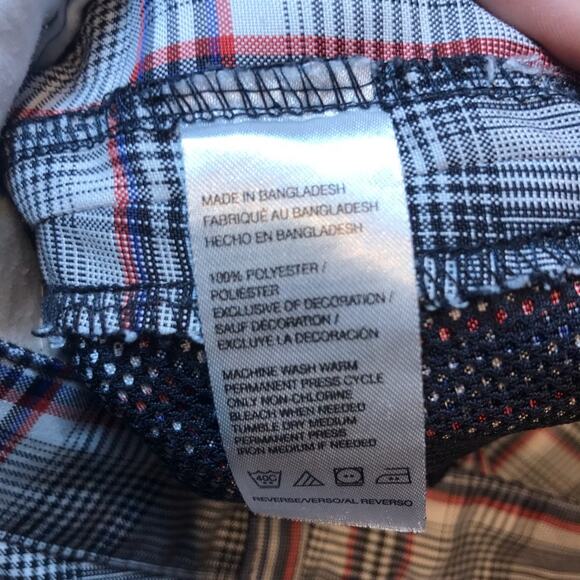 MADE IN BANGLADESH
FABRIQUÉ AU BANGLADESH
HECHO EN BANGLADESH
100% POLYESTER /
POLIESTER
EXCLUSIVE OF DECORATION /
SAUF DÉCORATION /
EXCLUYE LA DECORACIÓN
MACHINE WASH WARM
PERMANENT PRESS CYCLE
ONLY NON-CHLORINE
BLEACH WHEN NEEDED
TUMBLE DRY MEDIUM
PERMANENT PRESS
IRON MEDIUM IF NEEDED
40C
REVERSE/VERSO/AL REVERSO